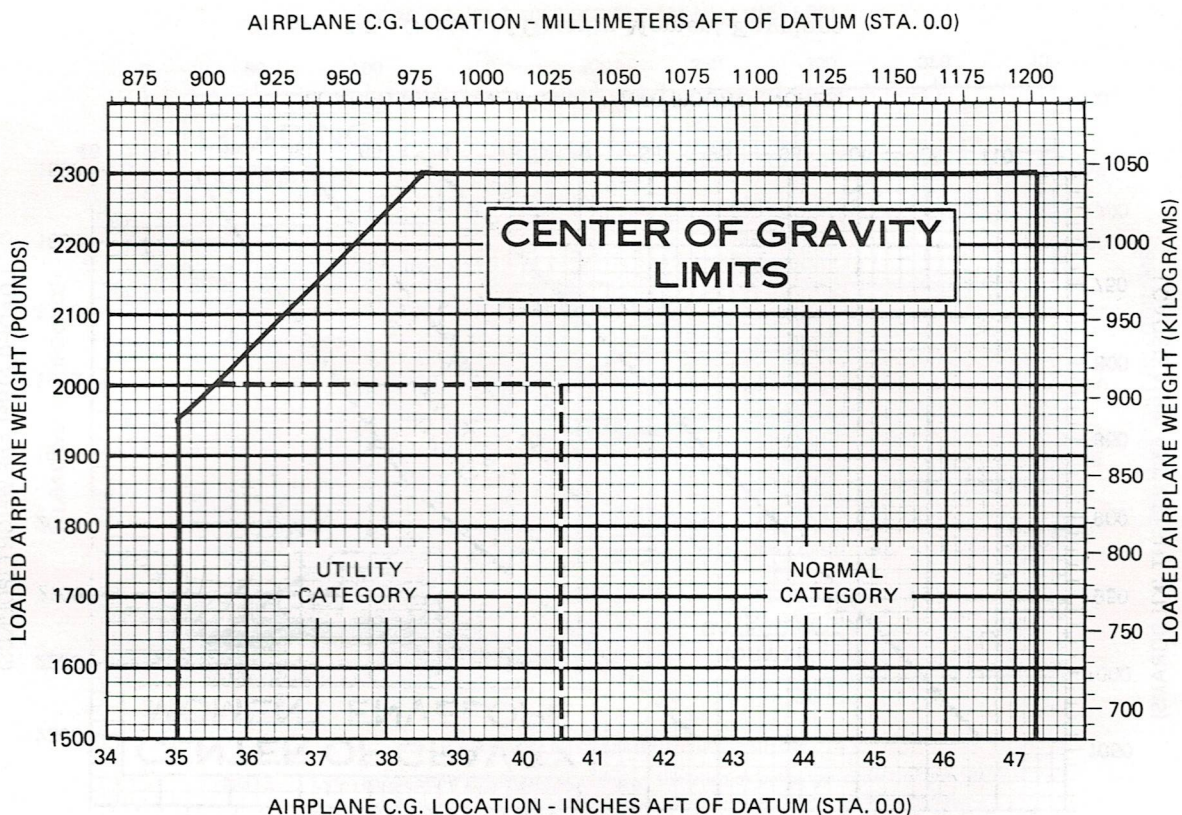 AIRPLANE C.G. LOCATION - MILLIMETERS AFT OF DATUM (STA. 0.0)
875 900 925 950 975 1000 1025 1050 1075 1100 1125 1150 1175 1200
LOADED AIRPLANE WEIGHT (POUNDS)
2300
2200
2100
2000
1900
1800
1700
1600
1500
CENTER OF GRAVITY
LIMITS
UTILITY
CATEGORY
NORMAL
CATEGORY
1050
1000
950
900
850
800
750
700
LOADED AIRPLANE WEIGHT (KILOGRAMS)
34 35 36 37 38 39 40 41 42 43 44 45 46 47
AIRPLANE C.G. LOCATION - INCHES AFT OF DATUM (STA. 0.0)